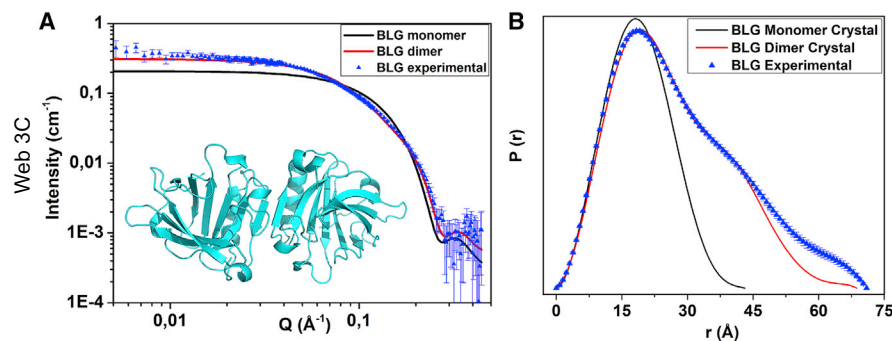 A
B
Web 3C
Intensity (cm⁻¹)
1
0,1
0,01
1E-3
1E-4
BLG monomer
BLG dimer
BLG experimental
0,01
0,1
Q (Å⁻¹)
P (r)
BLG Monomer Crystal
BLG Dimer Crystal
BLG Experimental
0
15
30
45
60
75
r (Å)